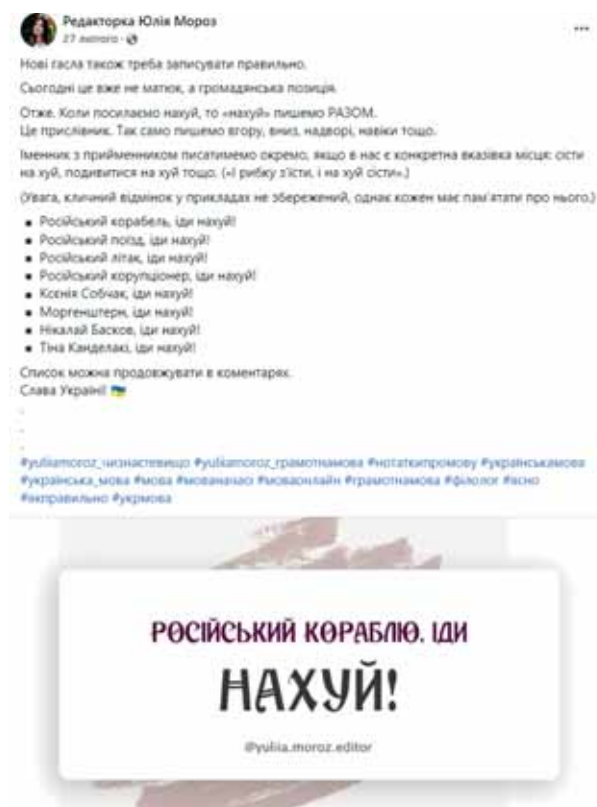 Редакторка Юлія Мороз
27 лютого ·
Нові гасла також треба записувати правильно.
Сьогодні це вже не матюк, а громадянська позиція.
Отже. Коли посилаємо нахуй, то «нахуй» пишемо РАЗОМ.
Це прислівник. Так само пишемо вгору, вниз, надворі, навіки тощо.
Іменник з прийменником писатимемо окремо, якщо в нас є конкретна вказівка місця: сісти
на хуй, подивитися на хуй тощо. («І рибку з'їсти, і на хуй сісти».)
(Увага, кличний відмінок у прикладах не збережений, однак кожен має пам'ятати про нього.)
▪ Російський корабель, іди нахуй!
▪ Російський поїзд, іди нахуй!
▪ Російський літак, іди нахуй!
▪ Російський корупціонер, іди нахуй!
▪ Ксенія Собчак, іди нахуй!
▪ Моргенштерн, іди нахуй!
▪ Нікалай Басков, іди нахуй!
▪ Тіна Канделакі, іди нахуй!
Список можна продовжувати в коментарях.
Слава Україні! 🇺🇦
.
.
.
#yuliiamoroz_чизнастевищо #yuliiamoroz_грамотнамова #нотаткипромову #українськамова
#українська_мова #мова #мованачасі #моваонлайн #грамотнамова #філолог #ясно
#якправильно #укрмова
РОСІЙСЬКИЙ КОРАБЛЮ, ІДИ
НАХУЙ!
@yuliia.moroz.editor